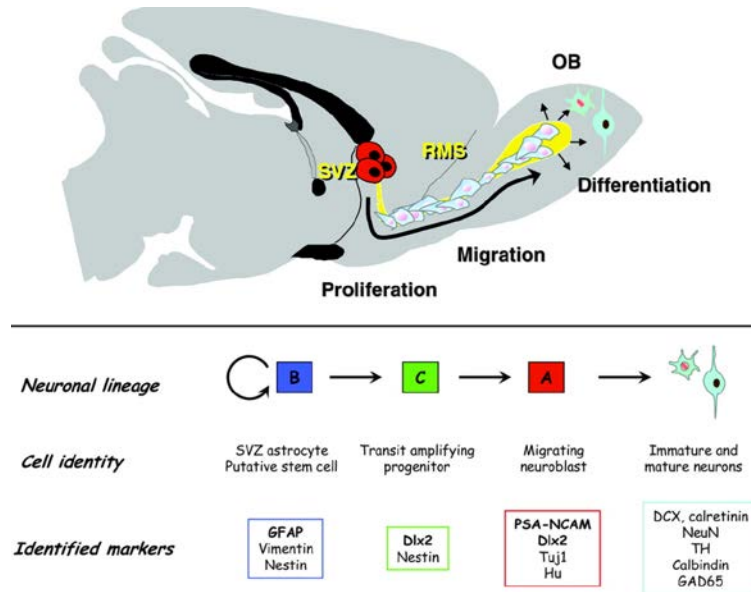 OB
RMS
SVZ
Differentiation
Migration
Proliferation
Neuronal lineage
B
C
A
Cell identity
SVZ astrocyte
Putative stem cell
Transit amplifying
progenitor
Migrating
neuroblast
Immature and
mature neurons
Identified markers
GFAP
Vimentin
Nestin
Dlx2
Nestin
PSA-NCAM
Dlx2
Tuj1
Hu
DCX, calretinin
NeuN
TH
Calbindin
GAD65